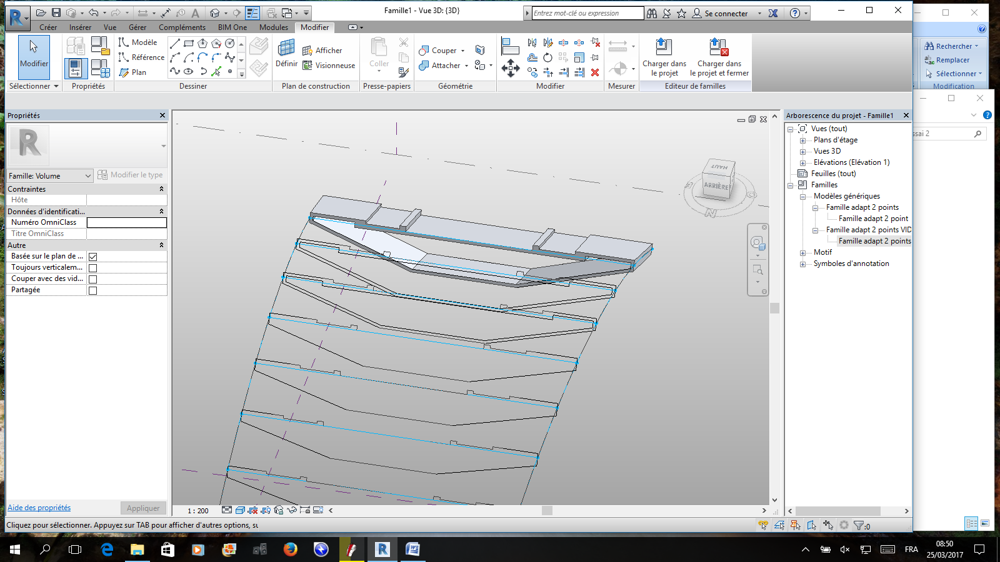 Famille1 - Vue 3D: {3D}
Entrez mot-clé ou expression
Se connecter
Créer
Insérer
Vue
Gérer
Compléments
BIM One
Modules
Modifier
Modifier
Modèle
Référence
Plan
Définir
Afficher
Visionneuse
Coller
Couper
Attacher
Charger dans
le projet
Charger dans
le projet et fermer
Sélectionner
Propriétés
Dessiner
Plan de construction
Presse-papiers
Géométrie
Modifier
Mesurer
Editeur de familles
Rechercher
Remplacer
Sélectionner
Modification
ssai 2
Propriétés
Famille: Volume
Modifier le type
Contraintes
Hôte
Données d'identificati...
Numéro OmniClass
Titre OmniClass
Autre
Basée sur le plan de ...
Toujours verticalem...
Couper avec des vid...
Partagée
Aide des propriétés
Appliquer
HAUT
ARRIÈRE
N
Arborescence du projet - Famille1
Vues (tout)
Plans d'étage
Vues 3D
Elévations (Elévation 1)
Feuilles (tout)
Familles
Modèles génériques
Famille adapt 2 points
Famille adapt 2 point
Famille adapt 2 points VID
Famille adapt 2 points
Motif
Symboles d'annotation
1 : 200
Cliquez pour sélectionner. Appuyez sur TAB pour afficher d'autres options, su
:0
FRA
08:50
25/03/2017